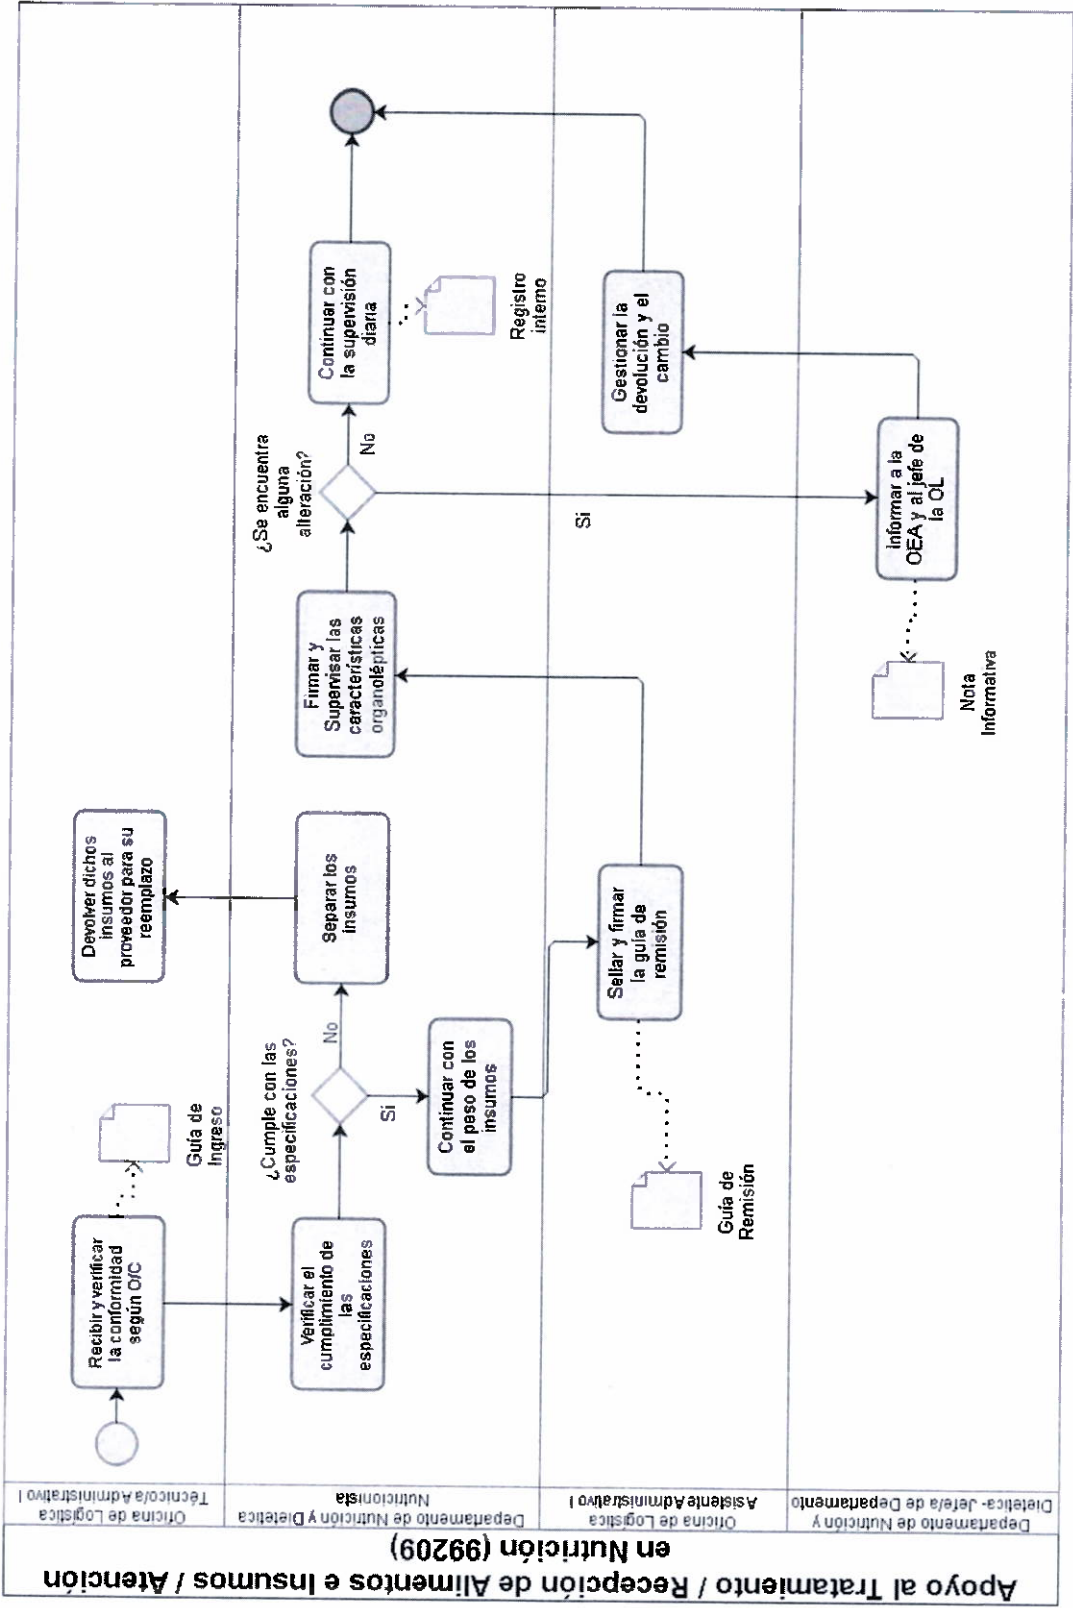 Apoyo al Tratamiento / Recepción de Alimentos e Insumos / Atención
en Nutrición (99209)
Oficina de Logística
Técnico/a Administrativo I
Recibir y verificar
la conformidad
según O/C
Guía de
Ingreso
Devolver dichos
insumos al
proveedor para su
reemplazo
Departamento de Nutrición y Dietética
Nutricionista
Verificar el
cumplimiento de
las
especificaciones
¿Cumple con las
especificaciones?
No
Si
Separar los
insumos
Continuar con
el peso de los
insumos
Firmar y
Supervisar las
características
organolépticas
¿Se encuentra
alguna
alteración?
No
Continuar con
la supervisión
diaria
Registro
interno
Oficina de Logística
Asistente Administrativo I
Guía de
Remisión
Sellar y firmar
la guía de
remisión
Si
Gestionar la
devolución y el
cambio
Departamento de Nutrición y
Dietética- Jefe/a de Departamento
Nota
Informativa
Informar a la
OEA y al jefe de
la OL